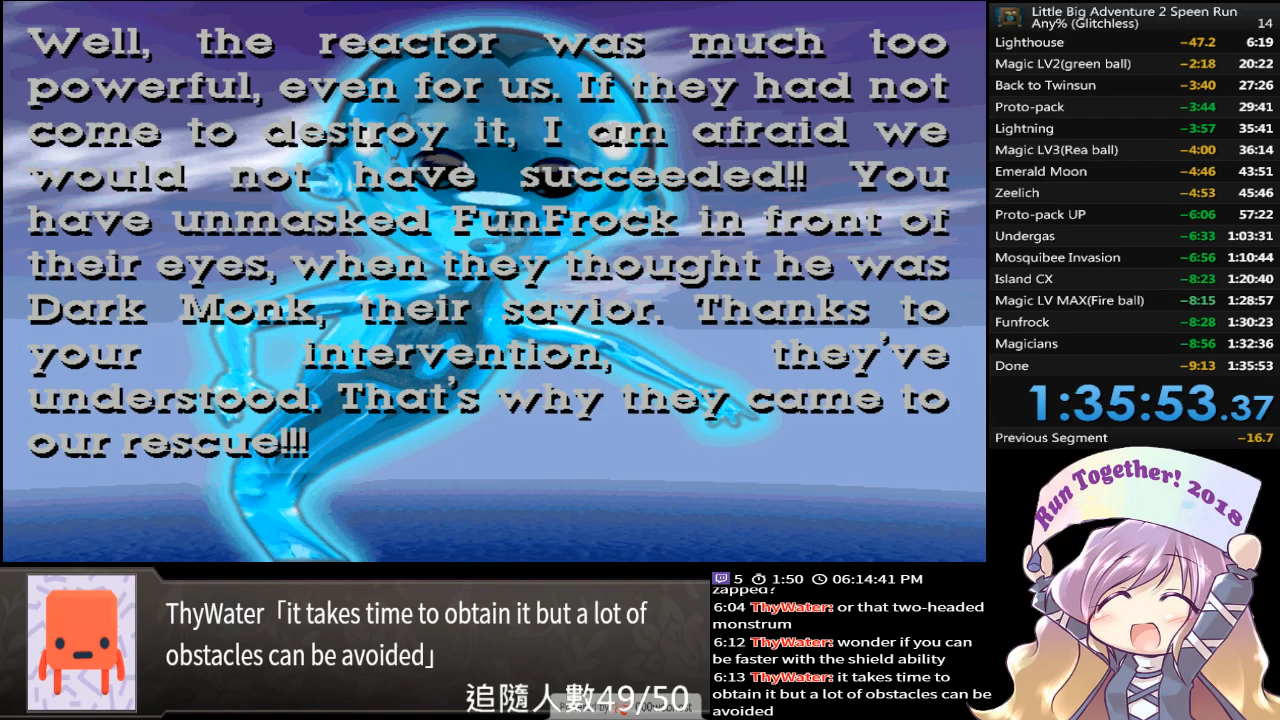 Well, the reactor was much too
powerful, even for us. If they had not
come to destroy it, I am afraid we
would not have succeeded!! You
have unmasked FunFrock in front of
their eyes, when they thought he was
Dark Monk, their savior. Thanks to
your intervention, they've
understood. That's why they came to
our rescue!!!
Little Big Adventure 2 Speen Run
Any% (Glitchless) 14
Lighthouse −47.2 6:19
Magic LV2(green ball) −2:18 20:22
Back to Twinsun −3:40 27:26
Proto-pack −3:44 29:41
Lightning −3:57 35:41
Magic LV3(Rea ball) −4:00 36:14
Emerald Moon −4:46 43:51
Zeelich −4:53 45:46
Proto-pack UP −6:06 57:22
Undergas −6:33 1:03:31
Mosquibee Invasion −6:56 1:10:44
Island CX −8:23 1:20:40
Magic LV MAX(Fire ball) −8:15 1:28:57
Funfrock −8:28 1:30:23
Magicians −8:56 1:32:36
Done −9:13 1:35:53
1:35:53.37
Previous Segment −16.7
Run Together! 2018
ThyWater「it takes time to obtain it but a lot of
obstacles can be avoided」
追隨人數49/50
5 1:50 06:14:41 PM
zapped?
6:04 ThyWater: or that two-headed
monstrum
6:12 ThyWater: wonder if you can
be faster with the shield ability
6:13 ThyWater: it takes time to
obtain it but a lot of obstacles can be
avoided